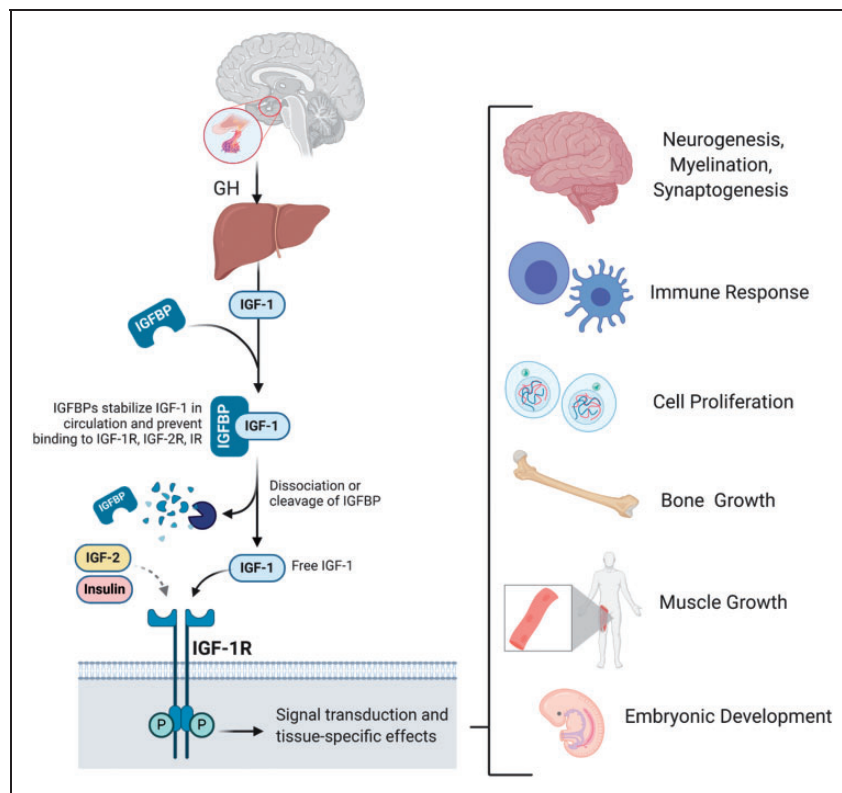 GH
IGF-1
IGFBP
IGFBPs stabilize IGF-1 in
circulation and prevent
binding to IGF-1R, IGF-2R, IR
IGFBP
IGF-1
Dissociation or
cleavage of IGFBP
IGFBP
IGF-2
Insulin
IGF-1
Free IGF-1
IGF-1R
P
P
Signal transduction and
tissue-specific effects
Neurogenesis,
Myelination,
Synaptogenesis
Immune Response
Cell Proliferation
Bone Growth
Muscle Growth
Embryonic Development